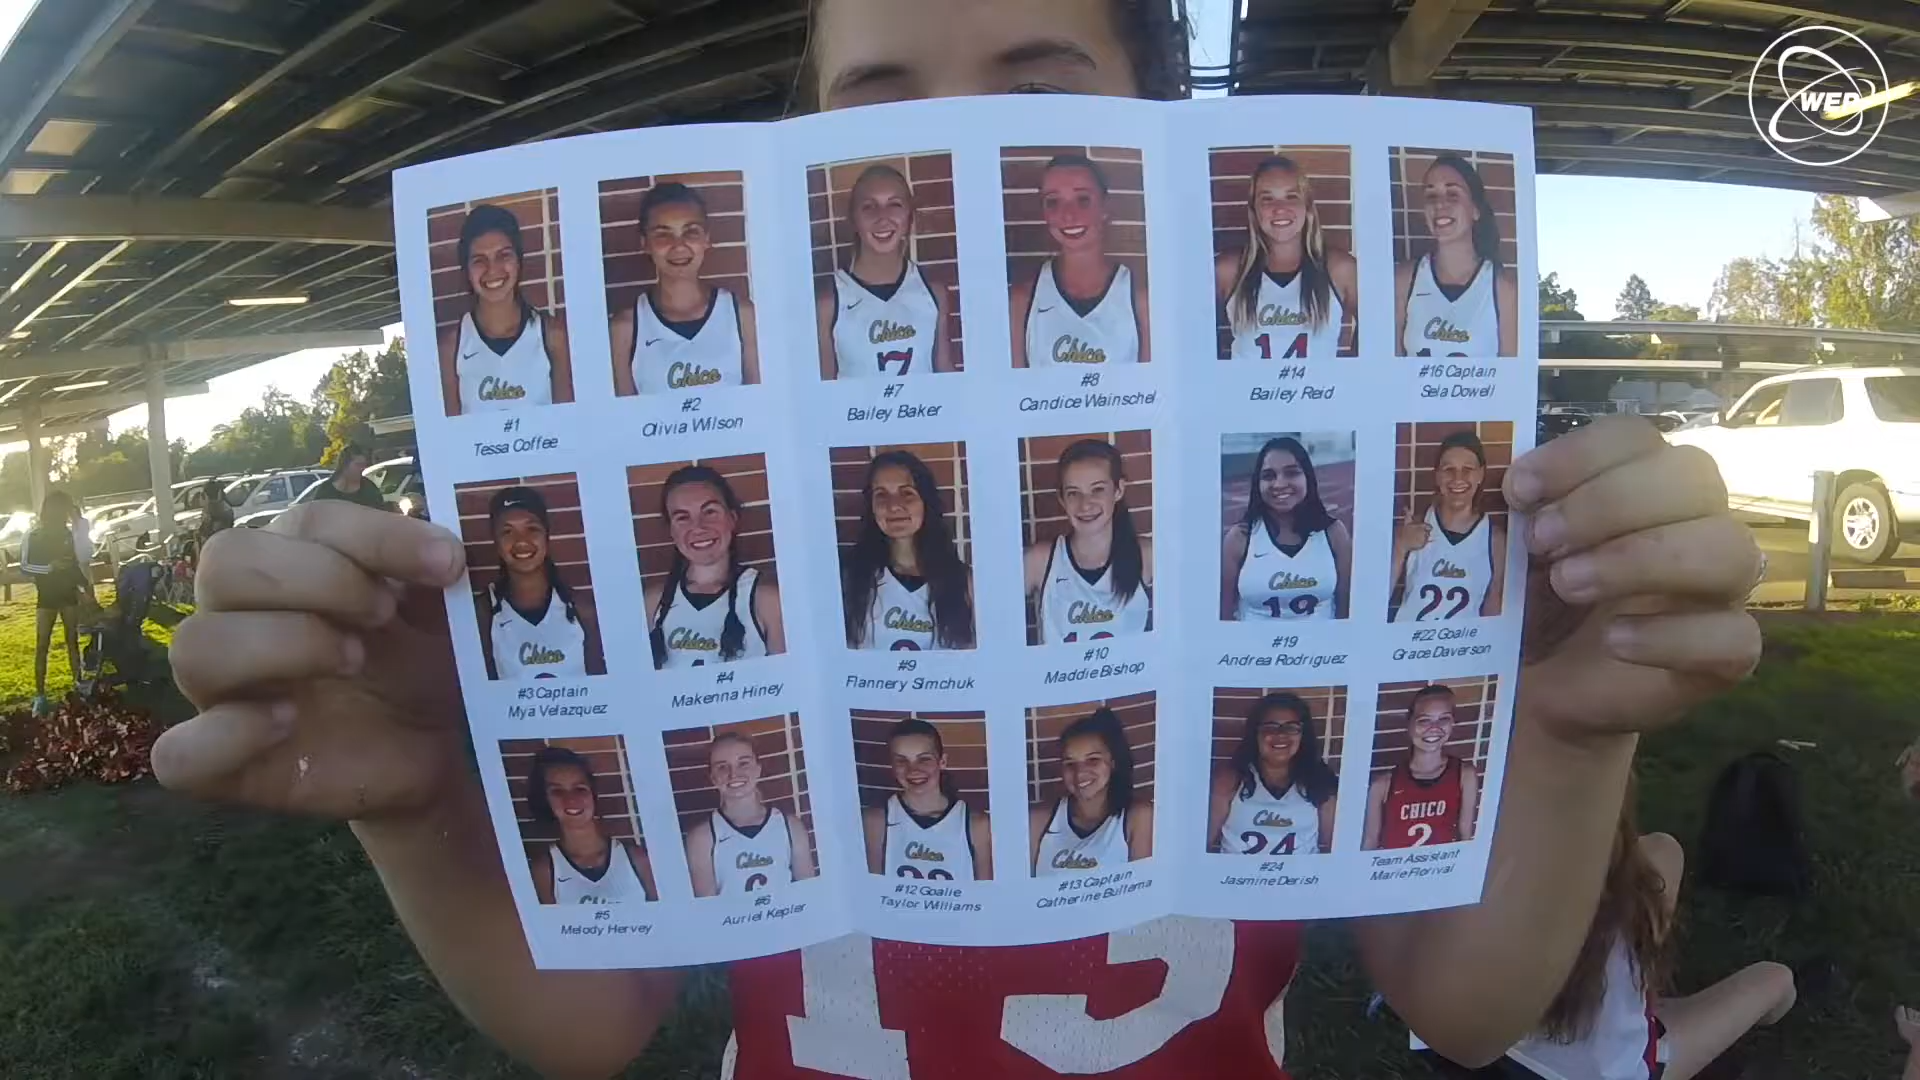 WED
Chico
Chico
Chico
7
Chico
Chico
14
Chico
#1
Tessa Coffee
#2
Olivia Wilson
#7
Bailey Baker
#8
Candice Wainschel
#14
Bailey Reid
#16 Captain
Sela Dowell
Chico
Chico
Chico
Chico
Chico
19
Chico
22
#3 Captain
Mya Velazquez
#4
Makenna Hiney
#9
Flannery Simchuk
#10
Maddie Bishop
#19
Andrea Rodriguez
#22 Goalie
Grace Daverson
Chico
Chico
Chico
Chico
24
CHICO
2
#5
Melody Hervey
#6
Auriel Kepler
#12 Goalie
Taylor Williams
#13 Captain
Catherine Bultema
#24
Jasmine Derish
Team Assistant
Marie Florival
13